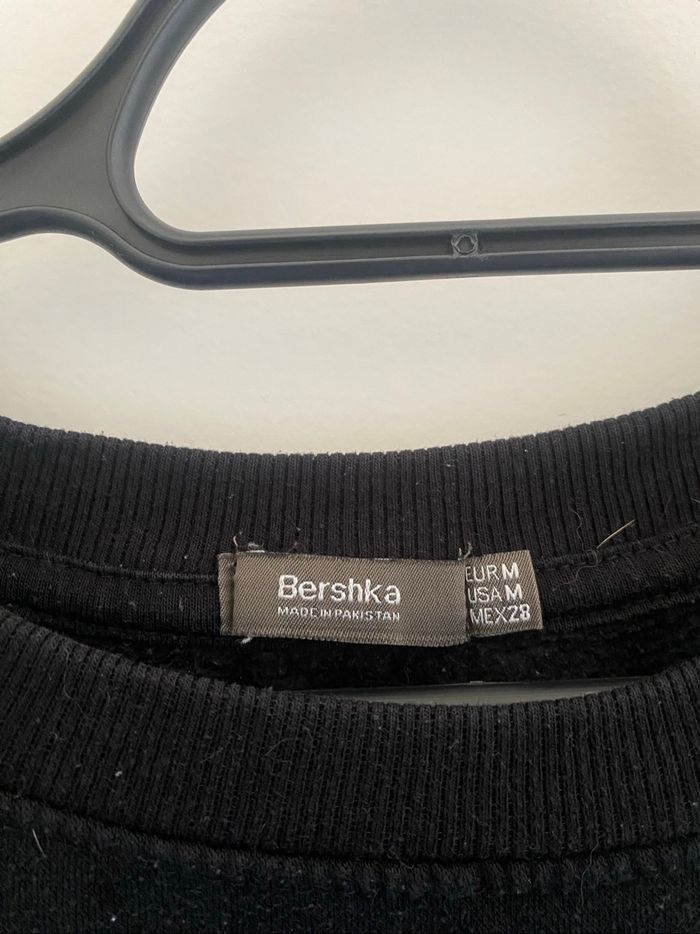 Bershka
MADE IN PAKISTAN
EUR M
USA M
MEX 28